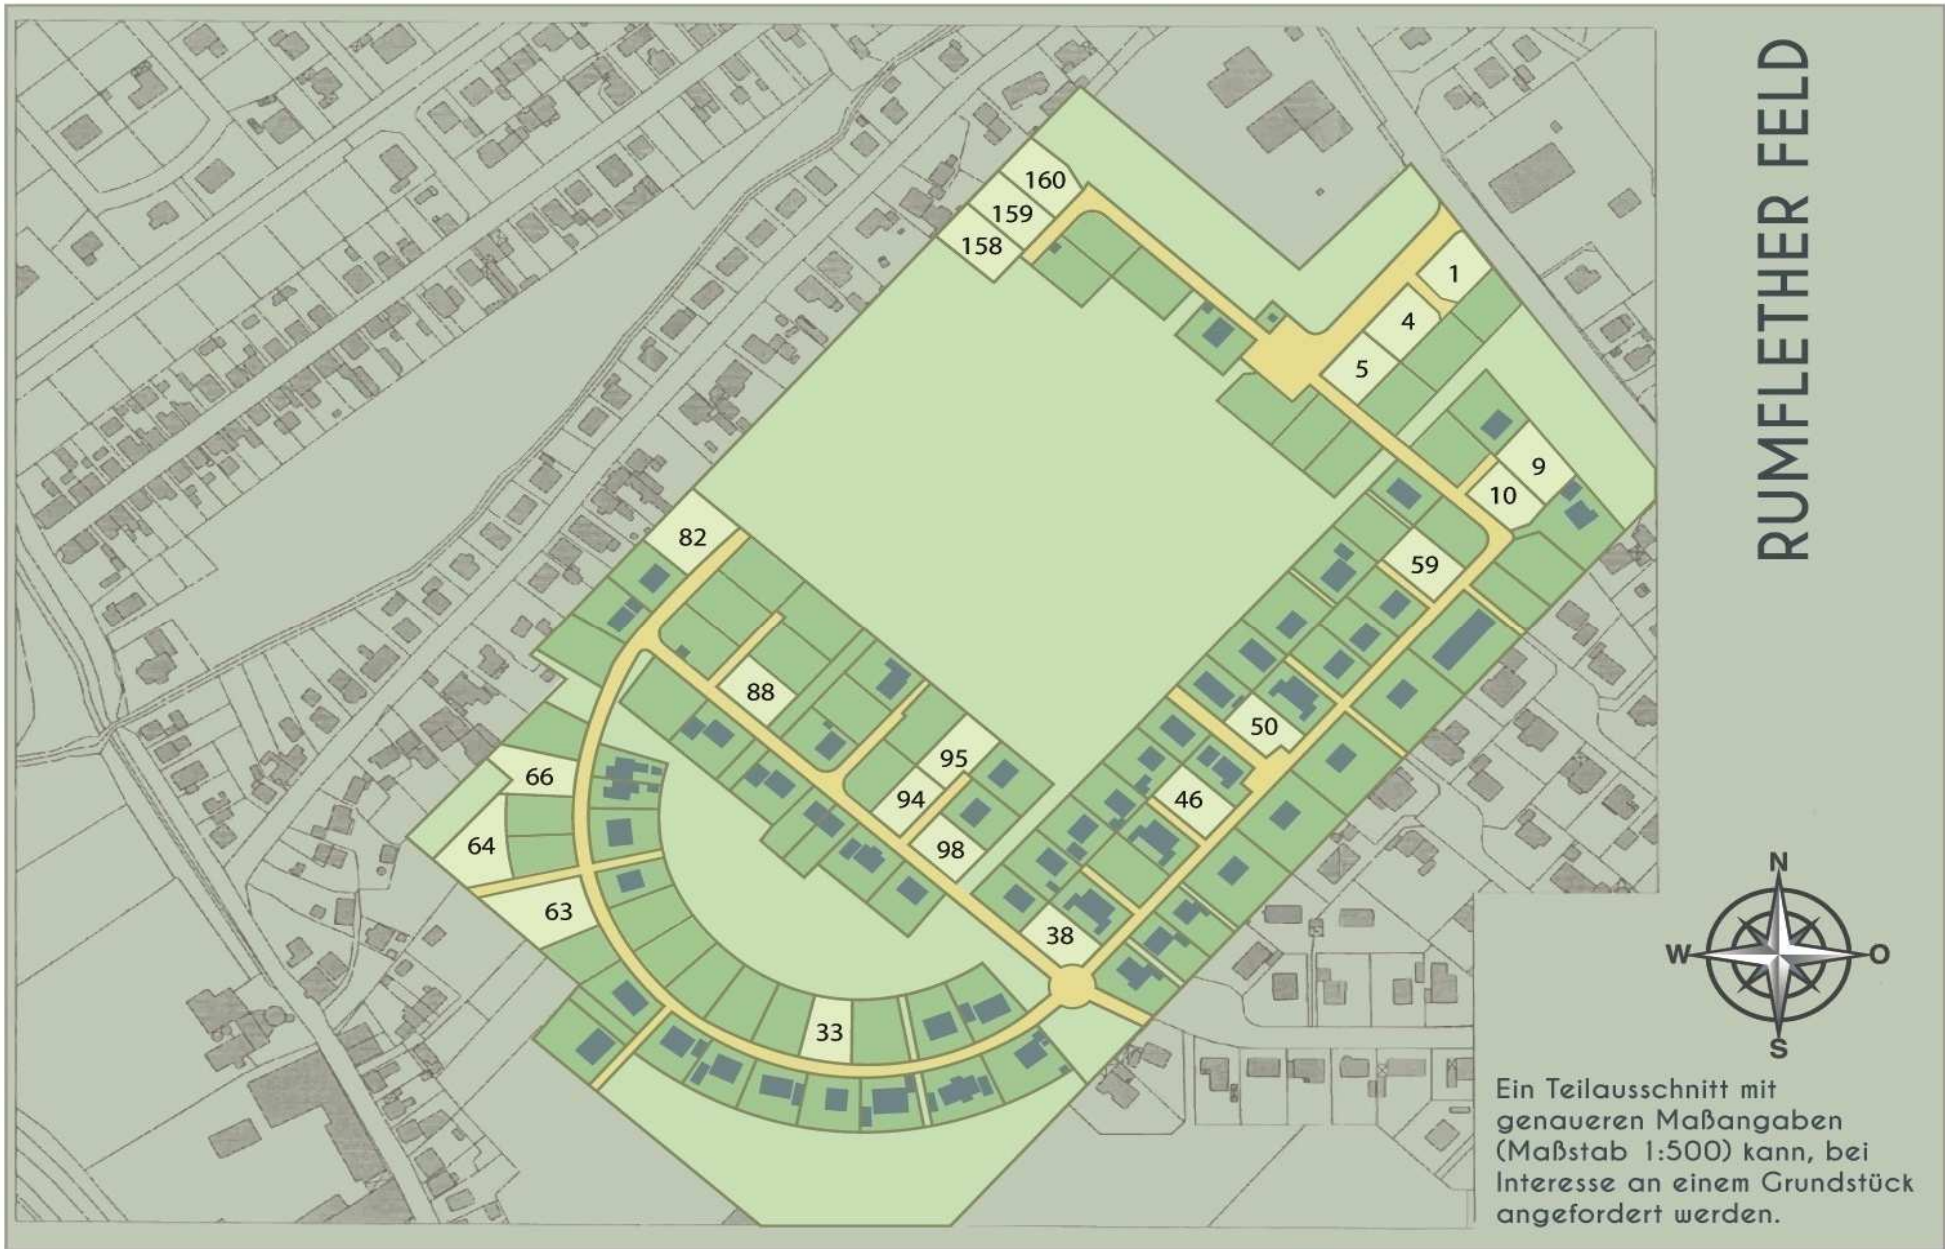 RUMFLETHER FELD
160
159
158
1
4
5
9
10
82
59
88
50
95
66
94
46
64
98
63
38
33
N
W
O
S
Ein Teilausschnitt mit
genaueren Maßangaben
(Maßstab 1:500) kann, bei
Interesse an einem Grundstück
angefordert werden.